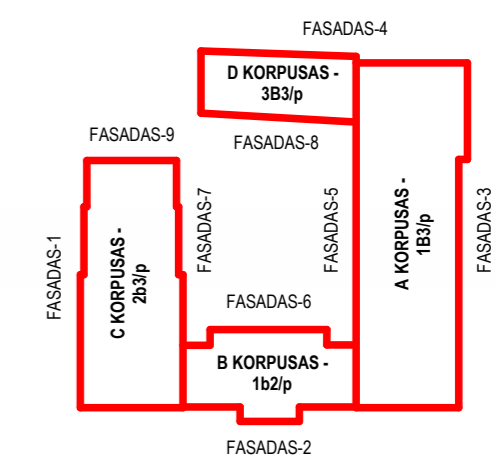 FASADAS-4
D KORPUSAS -
3B3/p
FASADAS-9
FASADAS-8
FASADAS-1
C KORPUSAS -
2b3/p
FASADAS-7
FASADAS-5
A KORPUSAS -
1B3/p
FASADAS-3
FASADAS-6
B KORPUSAS -
1b2/p
FASADAS-2